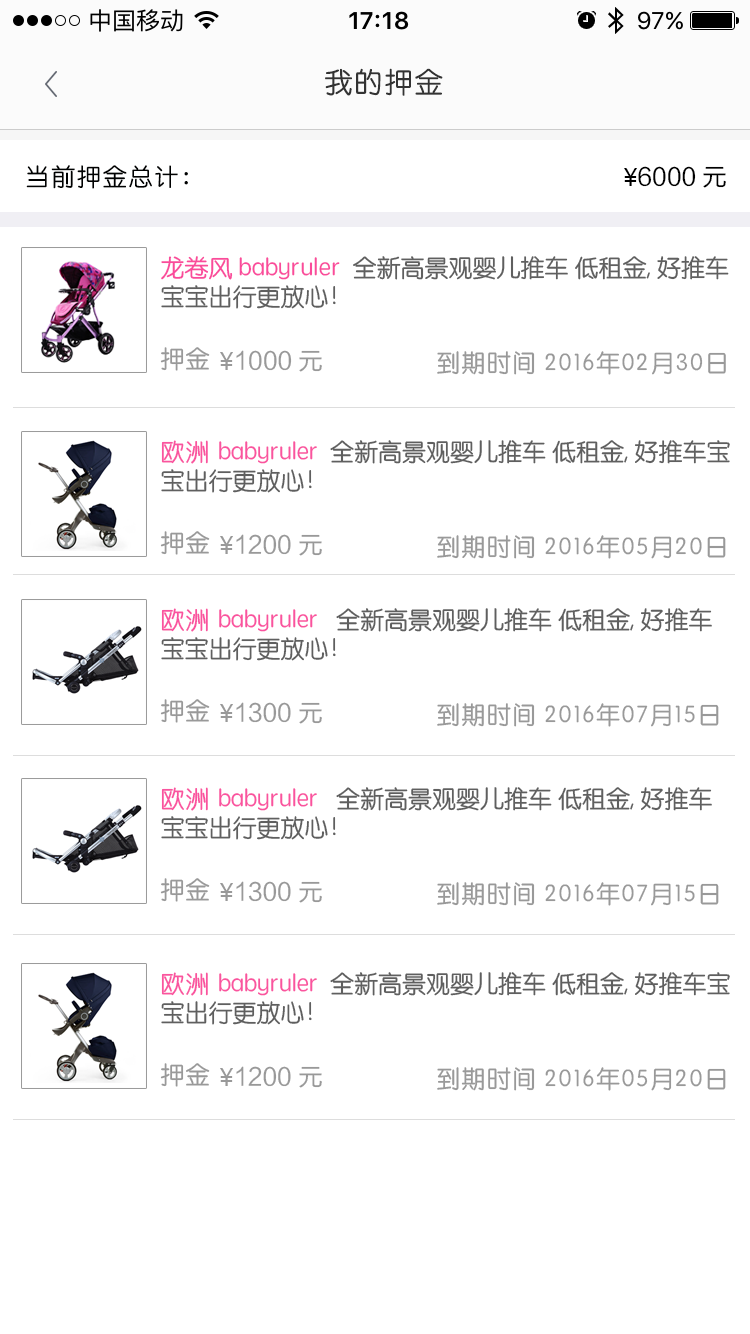 中国移动 17:18 97%
我的押金
当前押金总计： ¥6000 元
龙卷风 babyruler 全新高景观婴儿推车 低租金, 好推车
宝宝出行更放心！
押金 ¥1000 元 到期时间 2016年02月30日
欧洲 babyruler 全新高景观婴儿推车 低租金, 好推车宝
宝出行更放心！
押金 ¥1200 元 到期时间 2016年05月20日
欧洲 babyruler 全新高景观婴儿推车 低租金, 好推车
宝宝出行更放心！
押金 ¥1300 元 到期时间 2016年07月15日
欧洲 babyruler 全新高景观婴儿推车 低租金, 好推车
宝宝出行更放心！
押金 ¥1300 元 到期时间 2016年07月15日
欧洲 babyruler 全新高景观婴儿推车 低租金, 好推车宝
宝出行更放心！
押金 ¥1200 元 到期时间 2016年05月20日